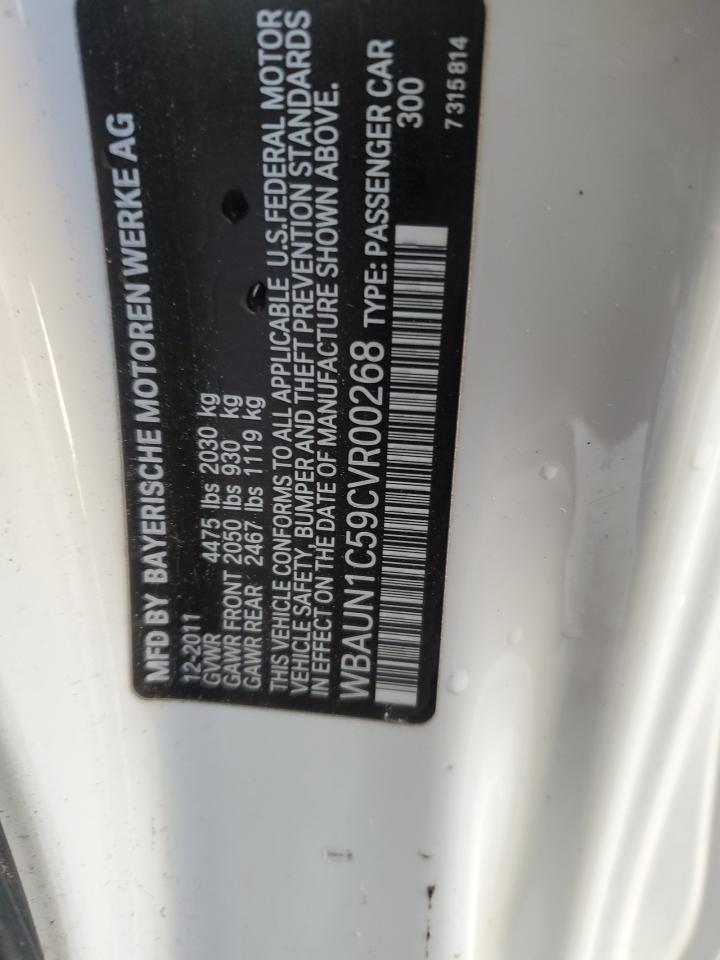 MFD BY BAYERISCHE MOTOREN WERKE AG
12-2011
GVWR 4475 lbs 2030 kg
GAWR FRONT 2050 lbs 930 kg
GAWR REAR 2467 lbs 1119 kg
THIS VEHICLE CONFORMS TO ALL APPLICABLE U.S.FEDERAL MOTOR
VEHICLE SAFETY, BUMPER AND THEFT PREVENTION STANDARDS
IN EFFECT ON THE DATE OF MANUFACTURE SHOWN ABOVE.
WBAUN1C59CVR00268 TYPE: PASSENGER CAR
300
7 315 814